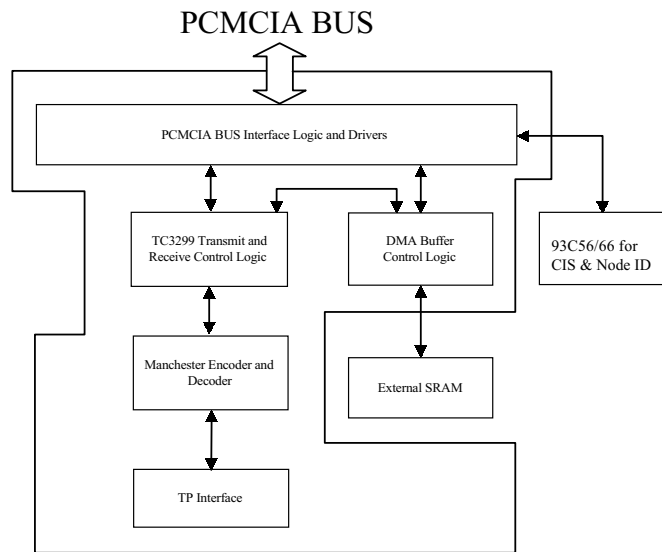 PCMCIA BUS
PCMCIA BUS Interface Logic and Drivers
TC3299 Transmit and
Receive Control Logic
DMA Buffer
Control Logic
93C56/66 for
CIS & Node ID
Manchester Encoder and
Decoder
External SRAM
TP Interface